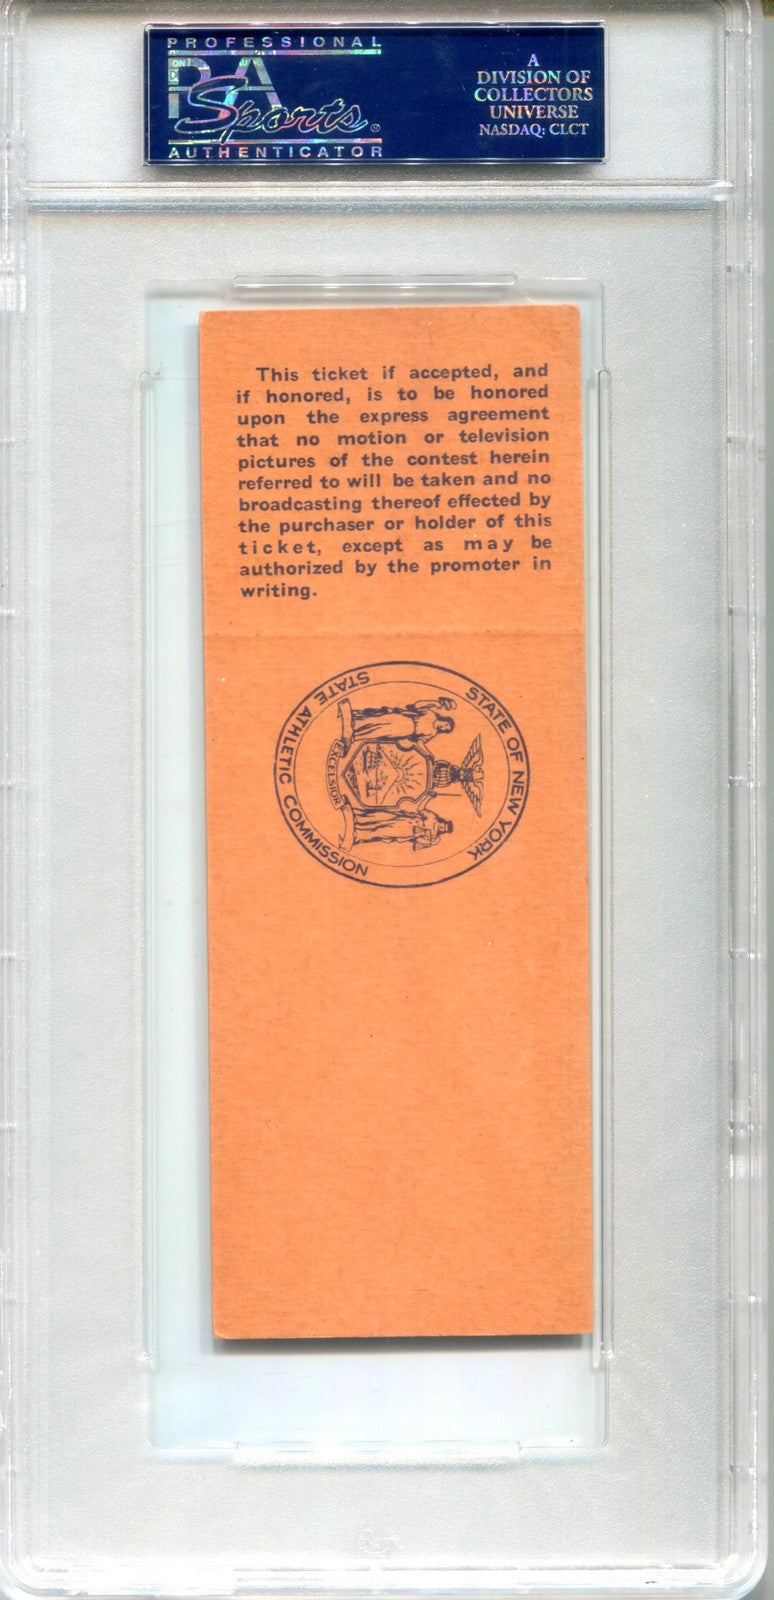 PROFESSIONAL
PSA
Sports
AUTHENTICATOR
A
DIVISION OF
COLLECTORS
UNIVERSE
NASDAQ: CLCT
This ticket if accepted, and
if honored, is to be honored
upon the express agreement
that no motion or television
pictures of the contest herein
referred to will be taken and no
broadcasting thereof effected by
the purchaser or holder of this
ticket, except as may be
authorized by the promoter in
writing.
STATE OF NEW YORK
STATE ATHLETIC COMMISSION
EXCELSIOR